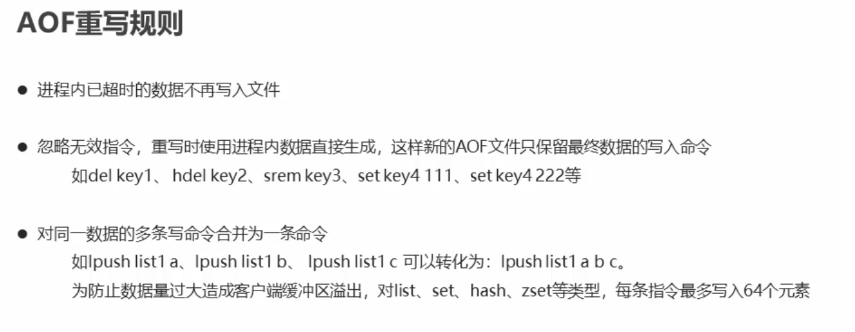 AOF重写规则
● 进程内已超时的数据不再写入文件
● 忽略无效指令，重写时使用进程内数据直接生成，这样新的AOF文件只保留最终数据的写入命令
如del key1、 hdel key2、srem key3、set key4 111、set key4 222等
● 对同一数据的多条写命令合并为一条命令
如lpush list1 a、lpush list1 b、 lpush list1 c 可以转化为：lpush list1 a b c。
为防止数据量过大造成客户端缓冲区溢出，对list、set、hash、zset等类型，每条指令最多写入64个元素